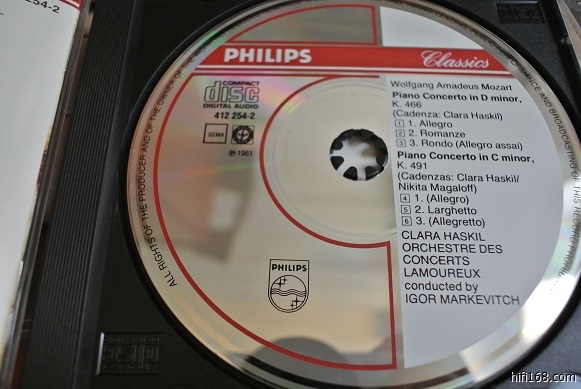 254-2
PHILIPS
Classics
COMPACT
disc
DIGITAL AUDIO
412 254-2
GEMA
Ⓟ 1961
Wolfgang Amadeus Mozart
Piano Concerto in D minor,
K. 466
(Cadenza: Clara Haskil)
1 1. Allegro
2 2. Romanze
3 3. Rondo (Allegro assai)
Piano Concerto in C minor,
K. 491
(Cadenzas: Clara Haskil/
Nikita Magaloff)
4 1. (Allegro)
5 2. Larghetto
6 3. (Allegretto)
CLARA HASKIL
ORCHESTRE DES
CONCERTS
LAMOUREUX
conducted by
IGOR MARKEVITCH
PHILIPS
ALL RIGHTS OF THE PRODUCER AND OF THE OWNER OF THE
AND BROADCASTING OF THIS RECORD
hifi168.com